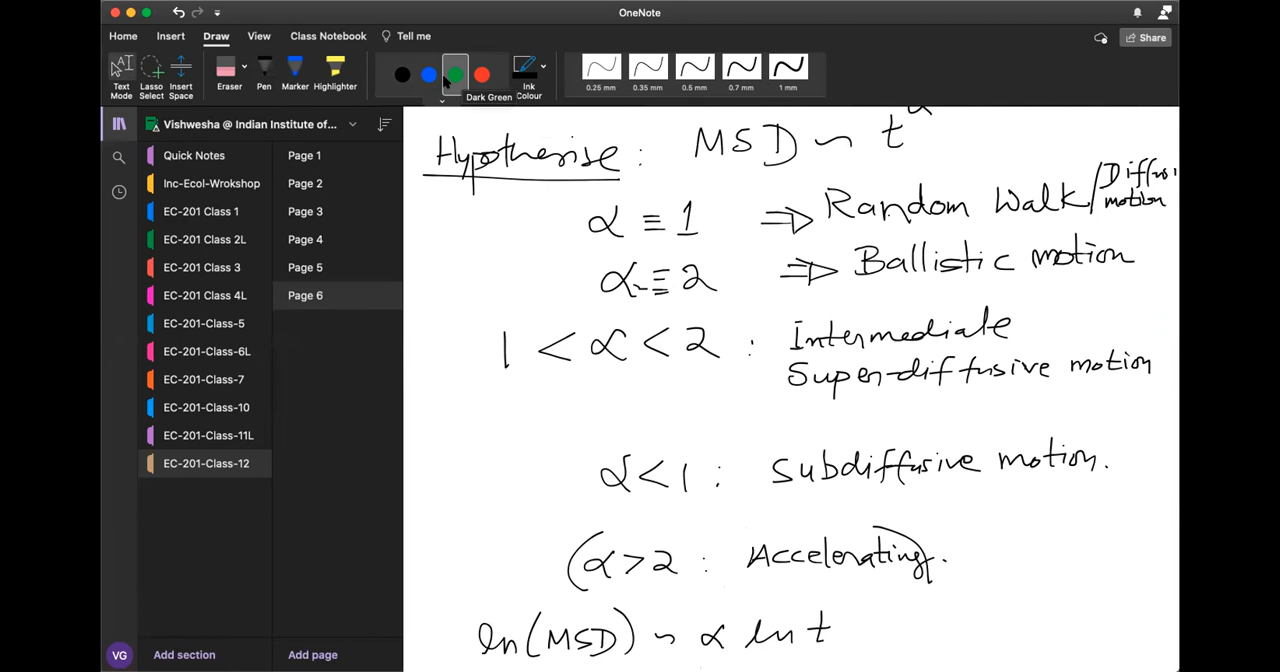 OneNote
Home Insert Draw View Class Notebook Tell me
Share
Text Mode
Lasso Select
Insert Space
Eraser
Pen
Marker
Highlighter
Ink Colour
0.25 mm 0.35 mm 0.5 mm 0.7 mm 1 mm
Dark Green
Vishwesha @ Indian Institute of...
Quick Notes
Inc-Ecol-Wrokshop
EC-201 Class 1
EC-201 Class 2L
EC-201 Class 3
EC-201 Class 4L
EC-201-Class-5
EC-201-Class-6L
EC-201-Class-7
EC-201-Class-10
EC-201-Class-11L
EC-201-Class-12
Page 1
Page 2
Page 3
Page 4
Page 5
Page 6
VG
Add section
Add page
Hypothesise : MSD ~ t^α
α ≡ 1 ⇒ Random Walk / Diffusi
motion
α ≡ 2 ⇒ Ballistic motion
1 < α < 2 : Intermediate
Super-diffusive motion
α < 1 : Subdiffusive motion.
(α > 2 : Accelerating).
ln(MSD) ~ α ln t